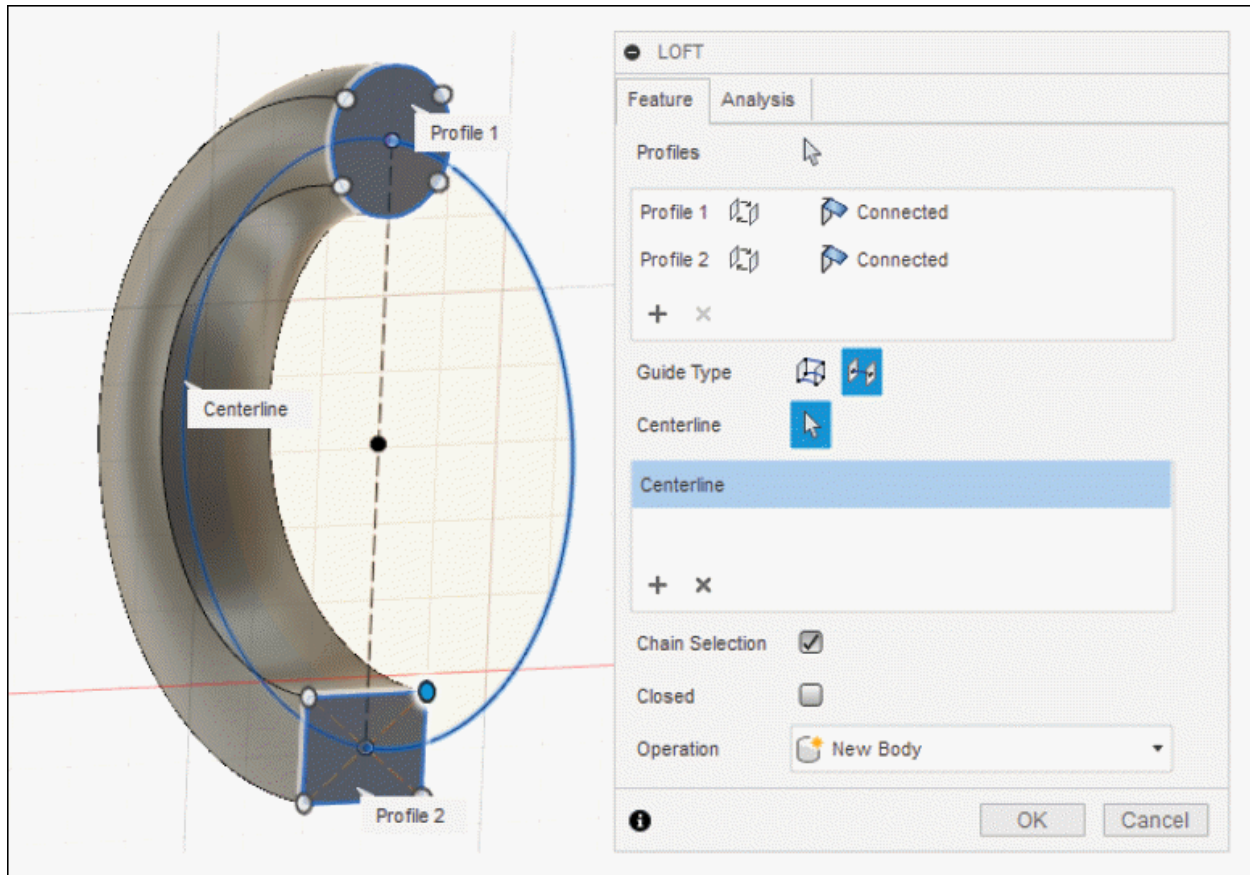 LOFT
Feature Analysis
Profiles
Profile 1 Connected
Profile 2 Connected
Guide Type
Centerline
Centerline
Chain Selection
Closed
Operation New Body
OK Cancel
Profile 1
Centerline
Profile 2